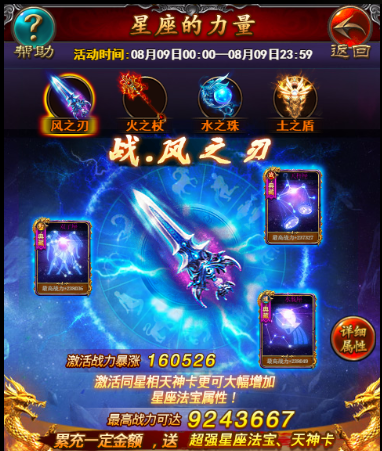 星座的力量
帮助
活动时间:08月09日00:00—08月09日23:59
返回
风之刃
火之杖
水之珠
土之盾
战.风之刃
详细
属性
激活战力暴涨 160526
激活同星相天神卡更可大幅增加
星座法宝属性！
最高战力可达 9243667
累充一定金额，送 超强星座法宝、天神卡